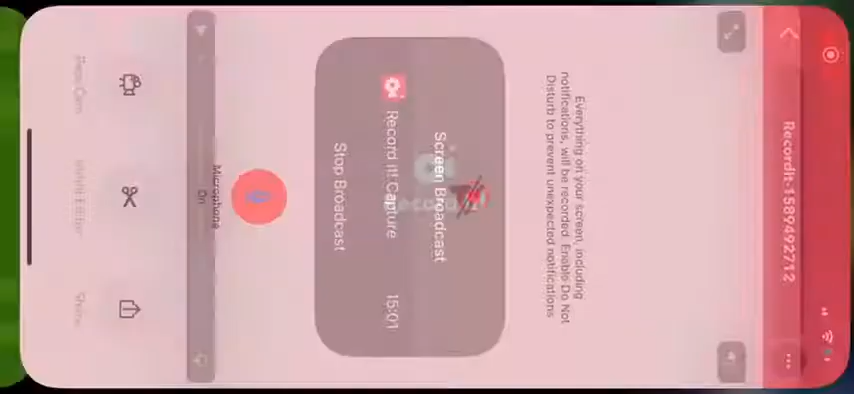 RecordIt-1589492712
Everything on your screen, including
notifications, will be recorded. Enable Do Not
Disturb to prevent unexpected notifications
Screen Broadcast
Record it! Capture 15:01
Stop Broadcast
Microphone
On
Share